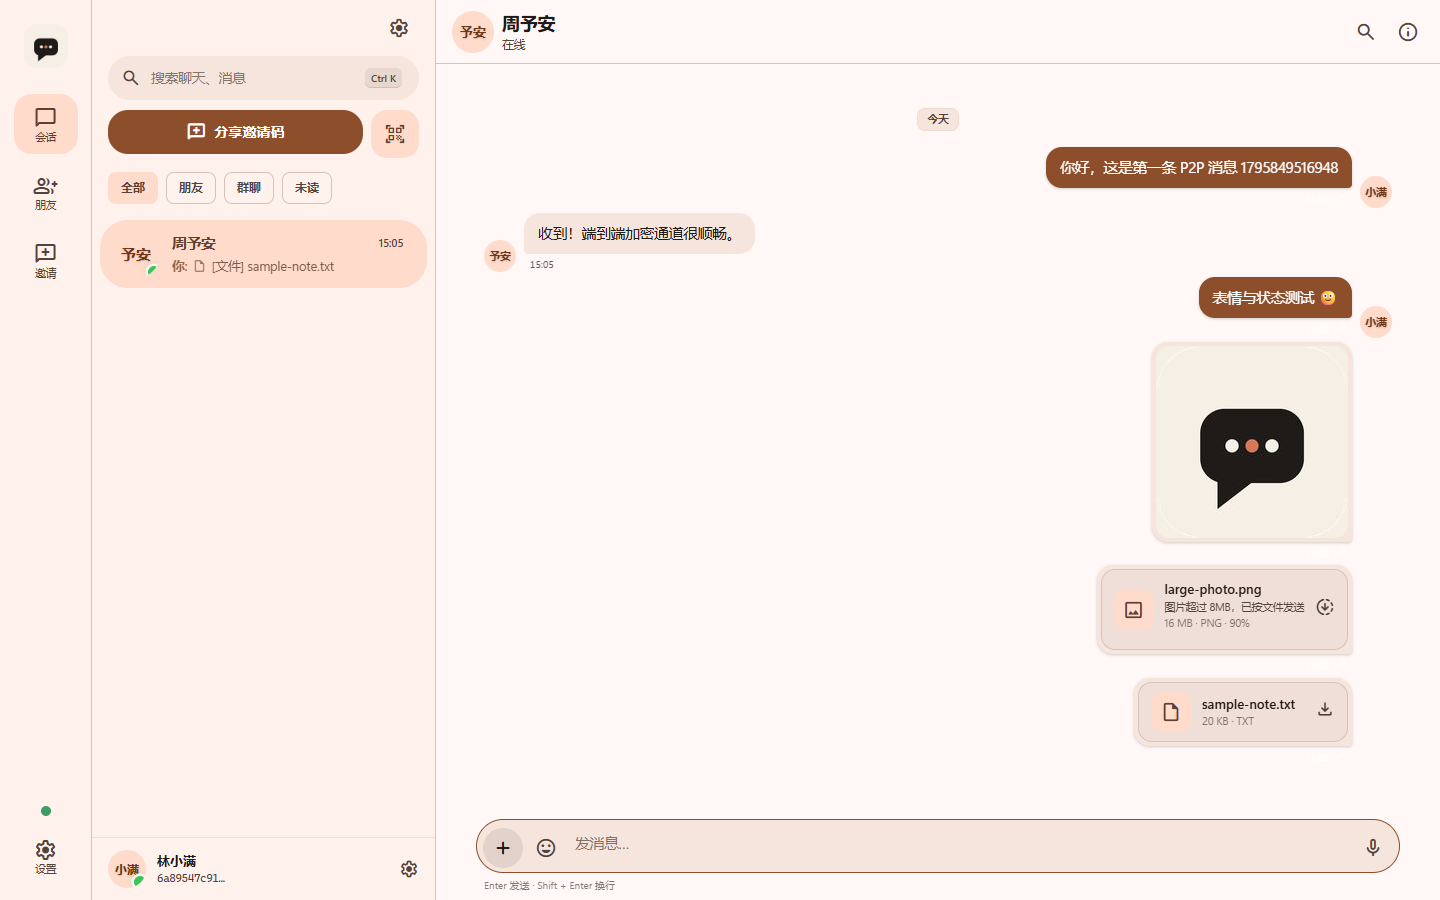 会话
朋友
邀请
设置
搜索聊天、消息
Ctrl K
分享邀请码
全部
朋友
群聊
未读
予安
周予安
15:05
你: [文件] sample-note.txt
小满
林小满
6a89547c91...
予安
周予安
在线
今天
你好，这是第一条 P2P 消息 1795849516948
小满
收到！端到端加密通道很顺畅。
予安
15:05
表情与状态测试
小满
large-photo.png
图片超过 8MB，已按文件发送
16 MB · PNG · 90%
sample-note.txt
20 KB · TXT
发消息...
Enter 发送 · Shift + Enter 换行